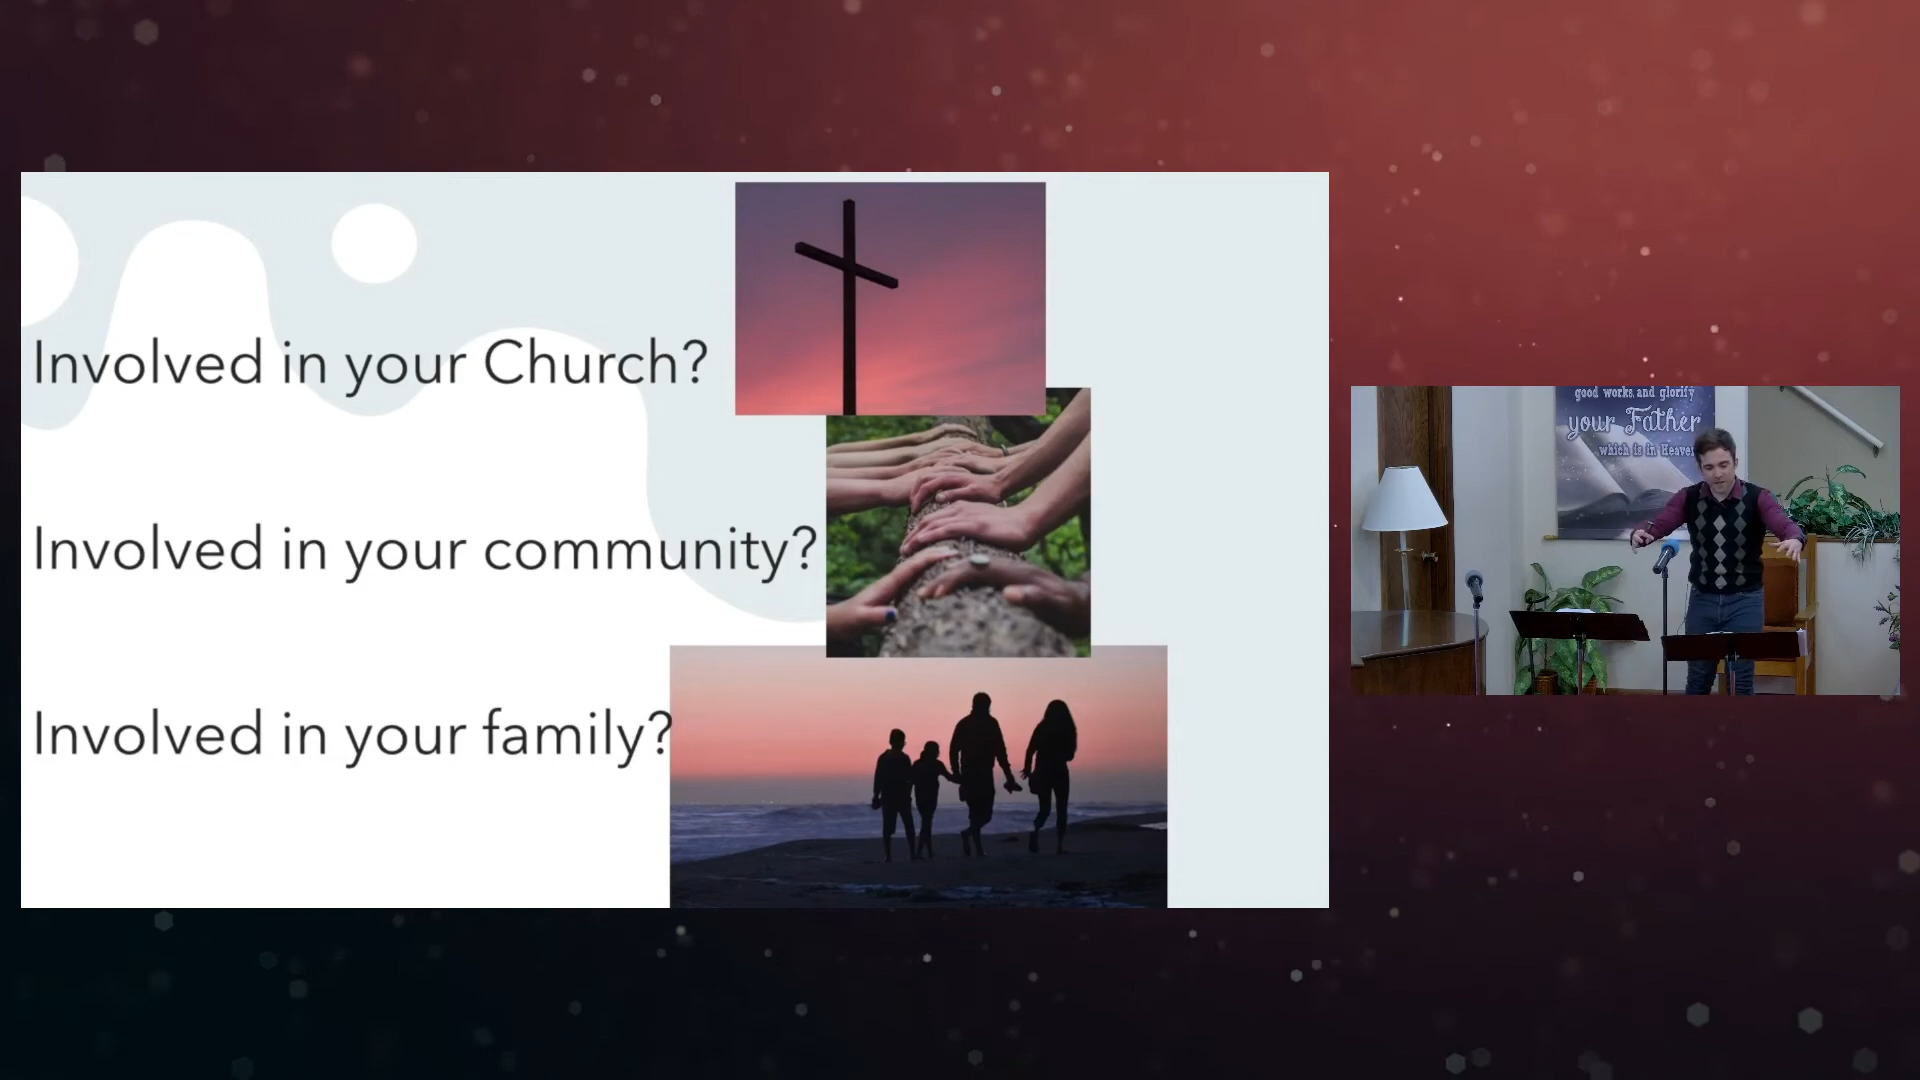 Involved in your Church?
Involved in your community?
Involved in your family?
good works and glorify
your Father
which is in Heaven